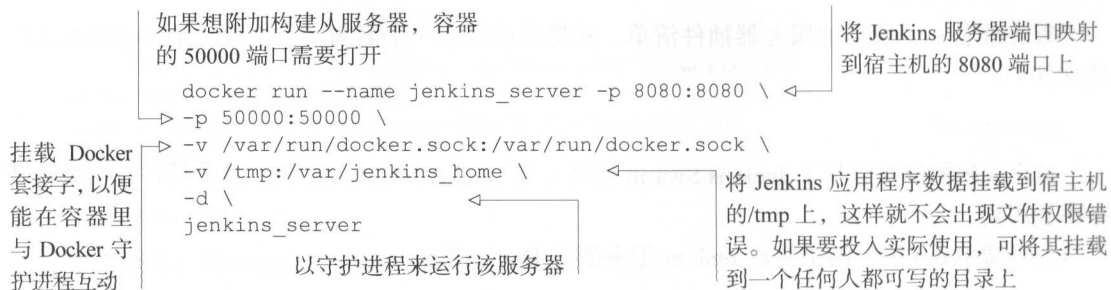 如果想附加构建从服务器，容器
的 50000 端口需要打开
将 Jenkins 服务器端口映射
到宿主机的 8080 端口上
docker run --name jenkins_server -p 8080:8080 \
-p 50000:50000 \
-v /var/run/docker.sock:/var/run/docker.sock \
-v /tmp:/var/jenkins_home \
-d \
jenkins_server
挂载 Docker
套接字，以便
能在容器里
与 Docker 守
护进程互动
以守护进程来运行该服务器
将 Jenkins 应用程序数据挂载到宿主机
的/tmp 上，这样就不会出现文件权限错
误。如果要投入实际使用，可将其挂载
到一个任何人都可写的目录上